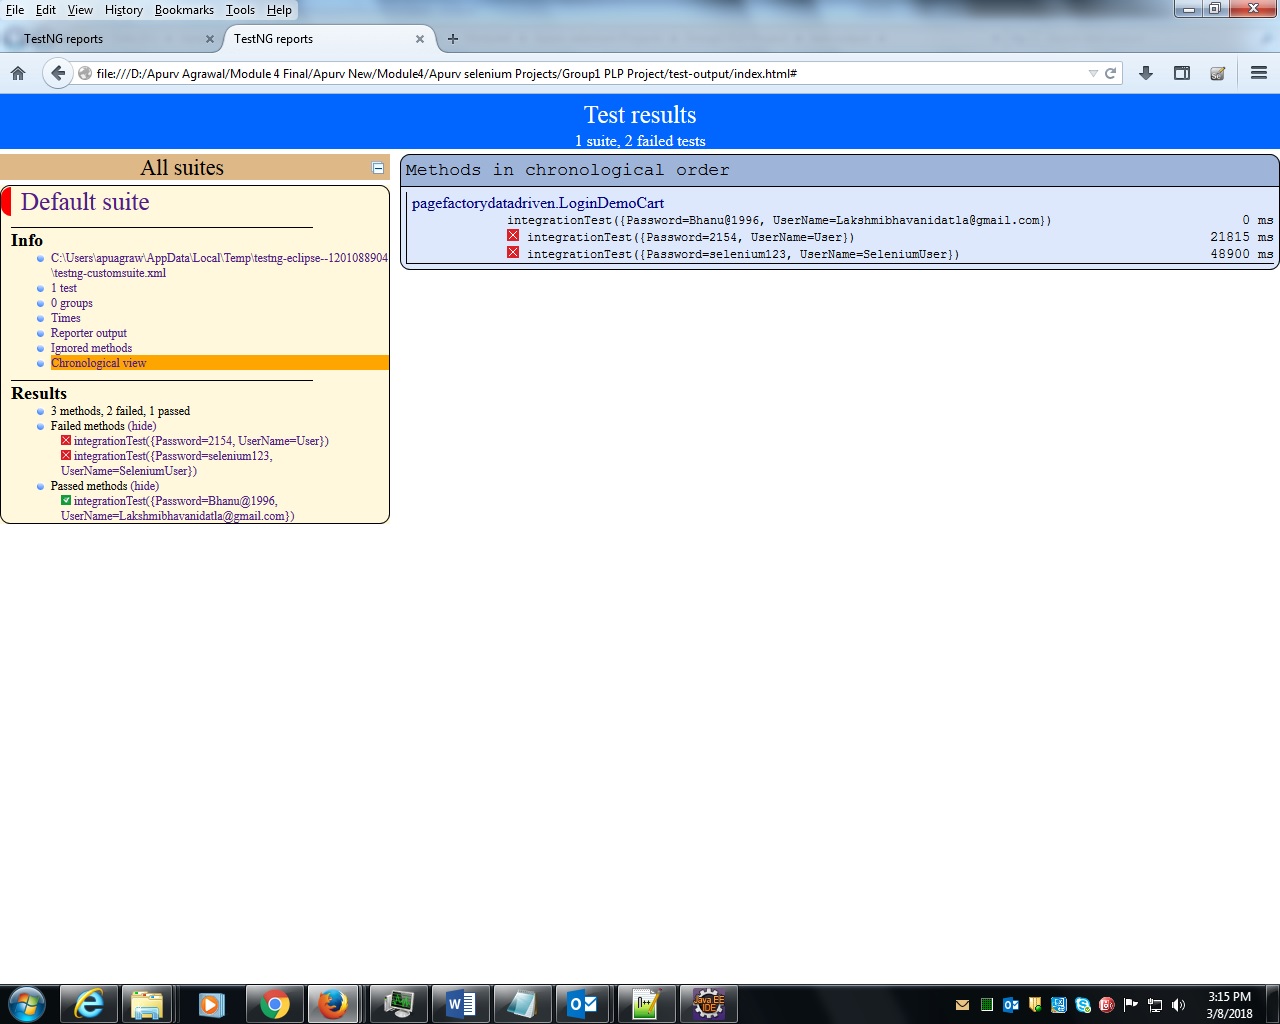 File Edit View History Bookmarks Tools Help
TestNG reports × TestNG reports × +
file:///D:/Apurv Agrawal/Module 4 Final/Apurv New/Module4/Apurv selenium Projects/Group1 PLP Project/test-output/index.html#
Test results
1 suite, 2 failed tests
All suites
Default suite
Info
C:\Users\apuagraw\AppData\Local\Temp\testng-eclipse--1201088904
\testng-customsuite.xml
1 test
0 groups
Times
Reporter output
Ignored methods
Chronological view
Results
3 methods, 2 failed, 1 passed
Failed methods (hide)
integrationTest({Password=2154, UserName=User})
integrationTest({Password=selenium123,
UserName=SeleniumUser})
Passed methods (hide)
integrationTest({Password=Bhanu@1996,
UserName=Lakshmibhavanidatla@gmail.com})
Methods in chronological order
pagefactorydatadriven.LoginDemoCart
integrationTest({Password=Bhanu@1996, UserName=Lakshmibhavanidatla@gmail.com}) 0 ms
integrationTest({Password=2154, UserName=User}) 21815 ms
integrationTest({Password=selenium123, UserName=SeleniumUser}) 48900 ms
Java EE
IDE
3:15 PM
3/8/2018